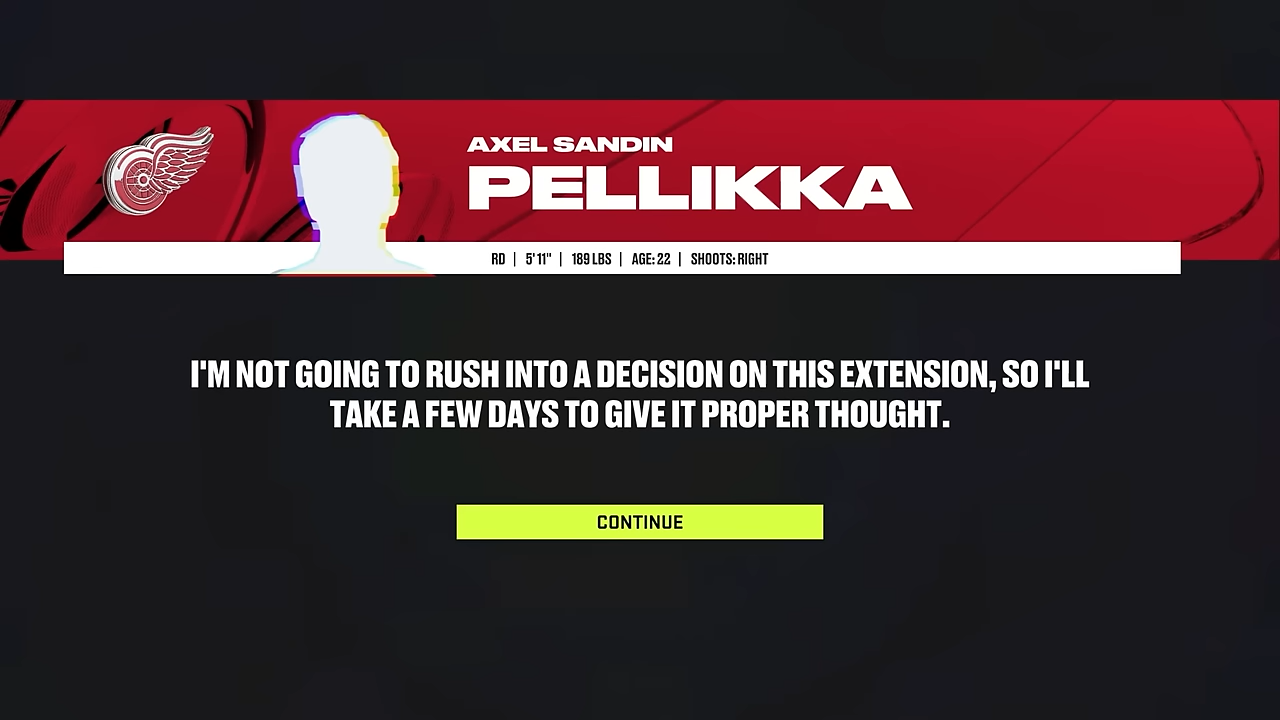 AXEL SANDIN
PELLIKKA
RD | 5'11" | 189 LBS | AGE: 22 | SHOOTS: RIGHT
I'M NOT GOING TO RUSH INTO A DECISION ON THIS EXTENSION, SO I'LL
TAKE A FEW DAYS TO GIVE IT PROPER THOUGHT.
CONTINUE